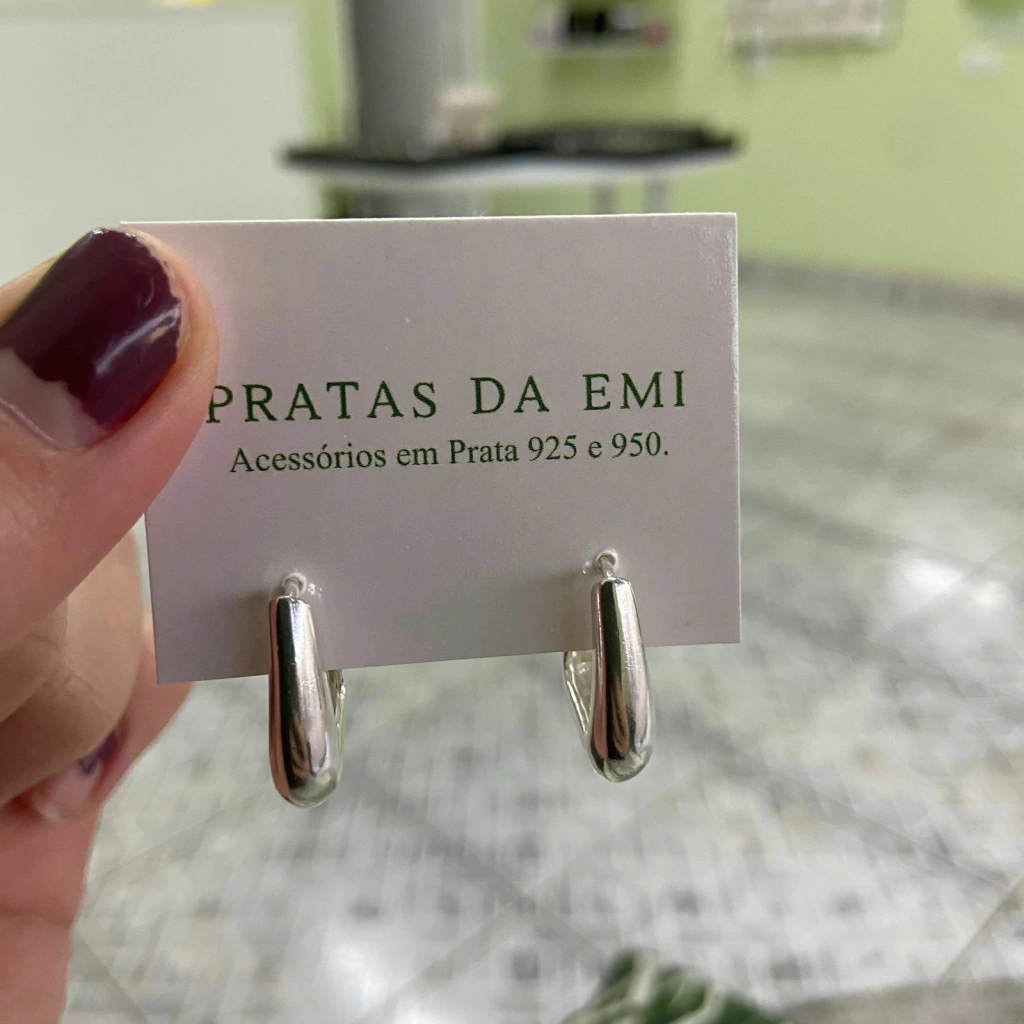 PRATAS DA EMI
Acessórios em Prata 925 e 950.